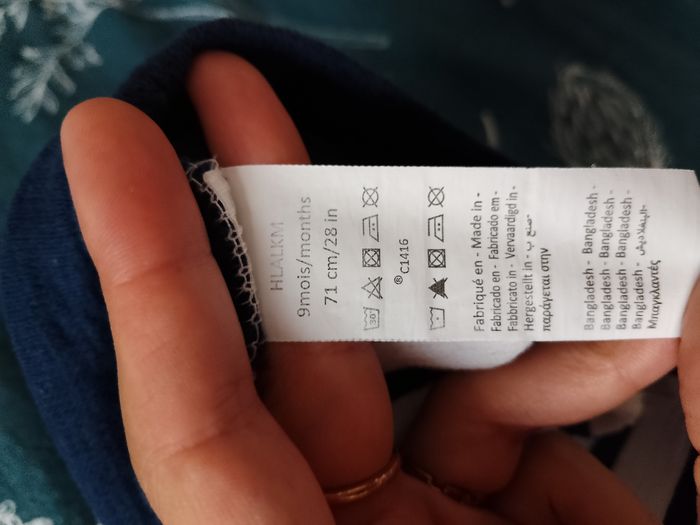 HLALKM
9mois/months
71 cm/28 in
30
® C1416
Fabriqué en - Made in -
Fabricado en - Fabricado em -
Fabbricato in - Vervaardigd in -
Hergestellt in -
παράγεται στην
Bangladesh - Bangladesh -
Bangladesh - Bangladesh -
Bangladesh - Bangladesh -
Bangladesh -
Μπαγκλαντές